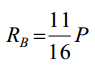 R_B = 11/16 P